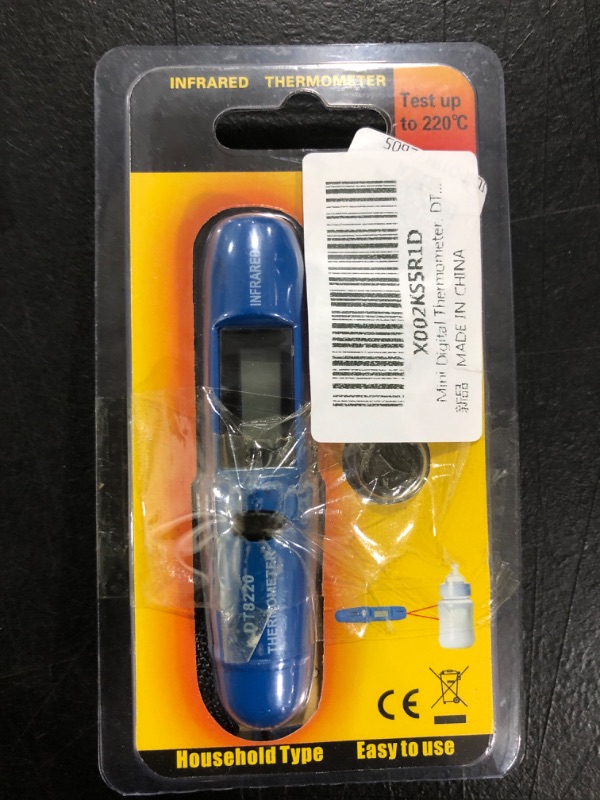 INFRARED THERMOMETER
Test up
to 220℃
X002KS5R1D
Mini Digital Thermometer, DT...
新品 MADE IN CHINA
INFRARED
DT8220
THERMOMETER
CE
Household Type Easy to use